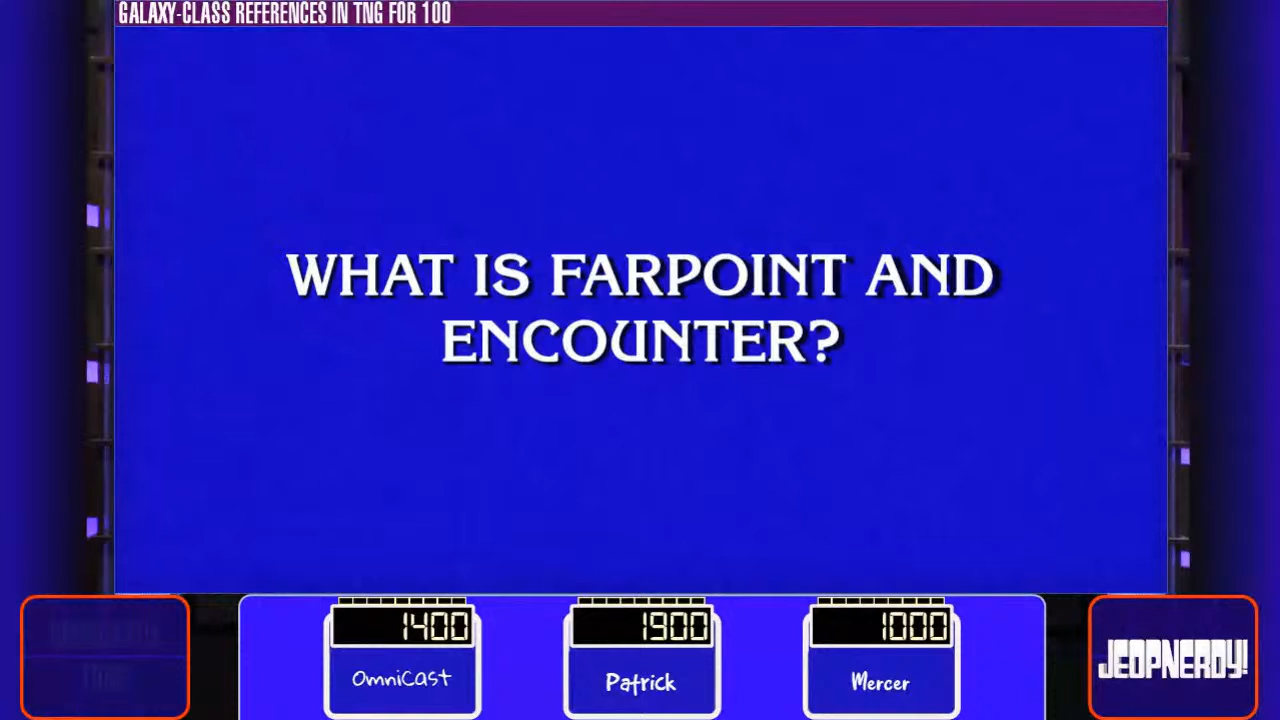 GALAXY-CLASS REFERENCES IN TNG FOR 100
WHAT IS FARPOINT AND
ENCOUNTER?
1400
1900
1000
OmniCast
Patrick
Mercer
JEOPNERDY!